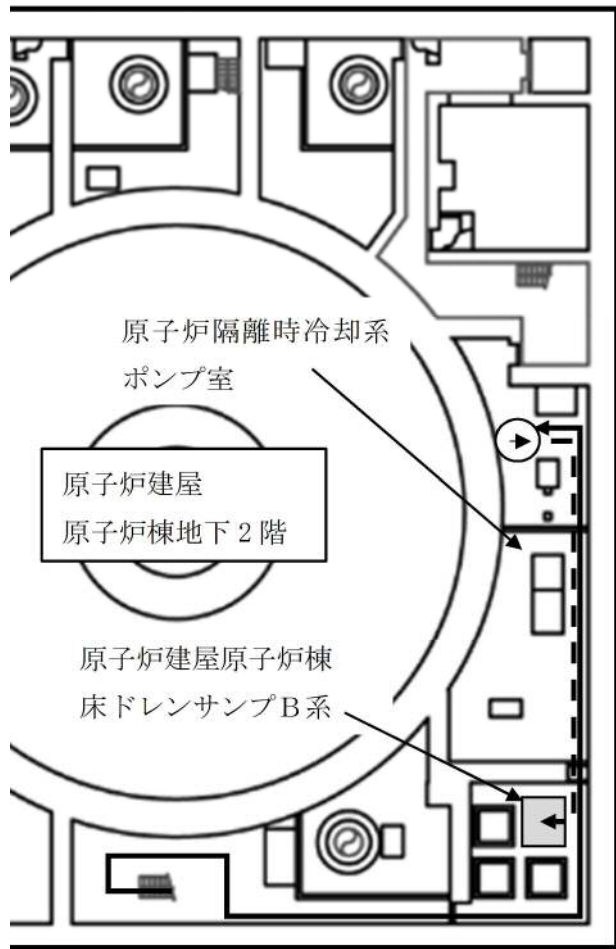 原子炉隔離時冷却系
ポンプ室
原子炉建屋
原子炉棟地下2階
原子炉建屋原子炉棟
床ドレンサンプB系